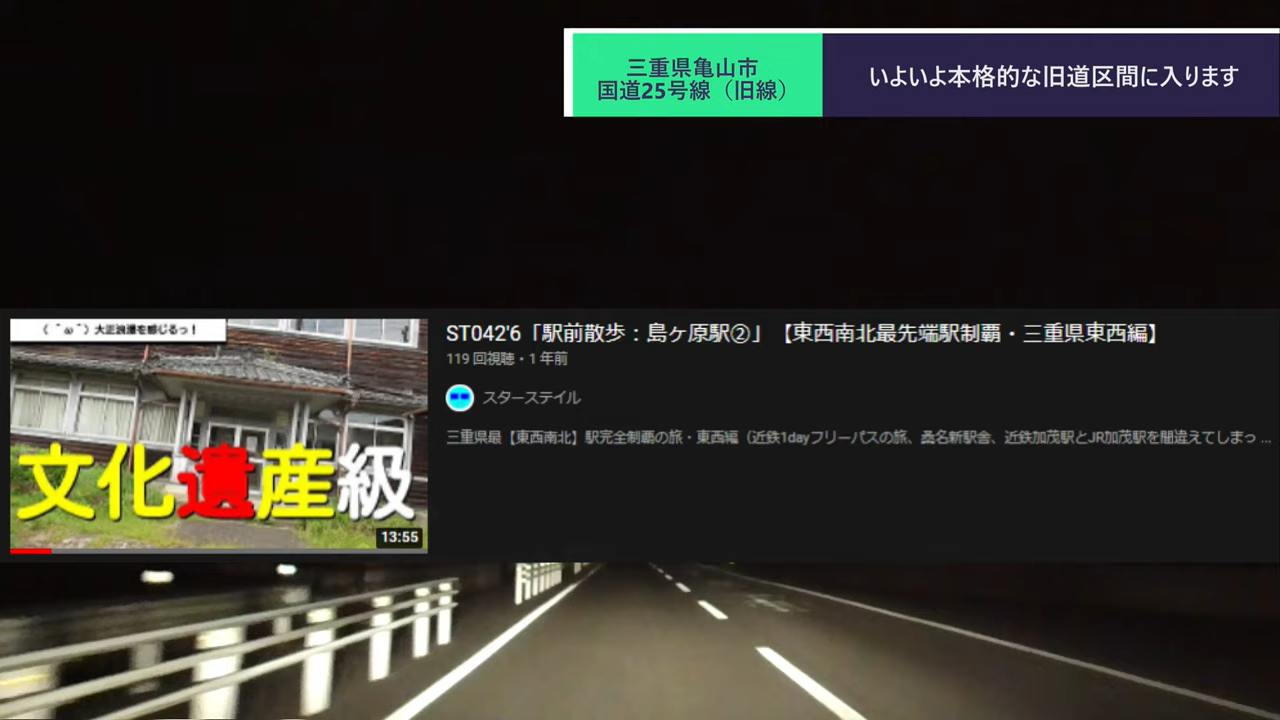 三重県亀山市
国道25号線（旧線）
いよいよ本格的な旧道区間に入ります
（ ＾ω＾）大正浪漫を感じるっ！
文化遺産級
13:55
ST042'6「駅前散歩：島ヶ原駅②」【東西南北最先端駅制覇・三重県東西編】
119 回視聴・1 年前
スターステイル
三重県最【東西南北】駅完全制覇の旅・東西編（近鉄1dayフリーパスの旅、桑名新駅舎、近鉄加茂駅とJR加茂駅を間違えてしまっ ...